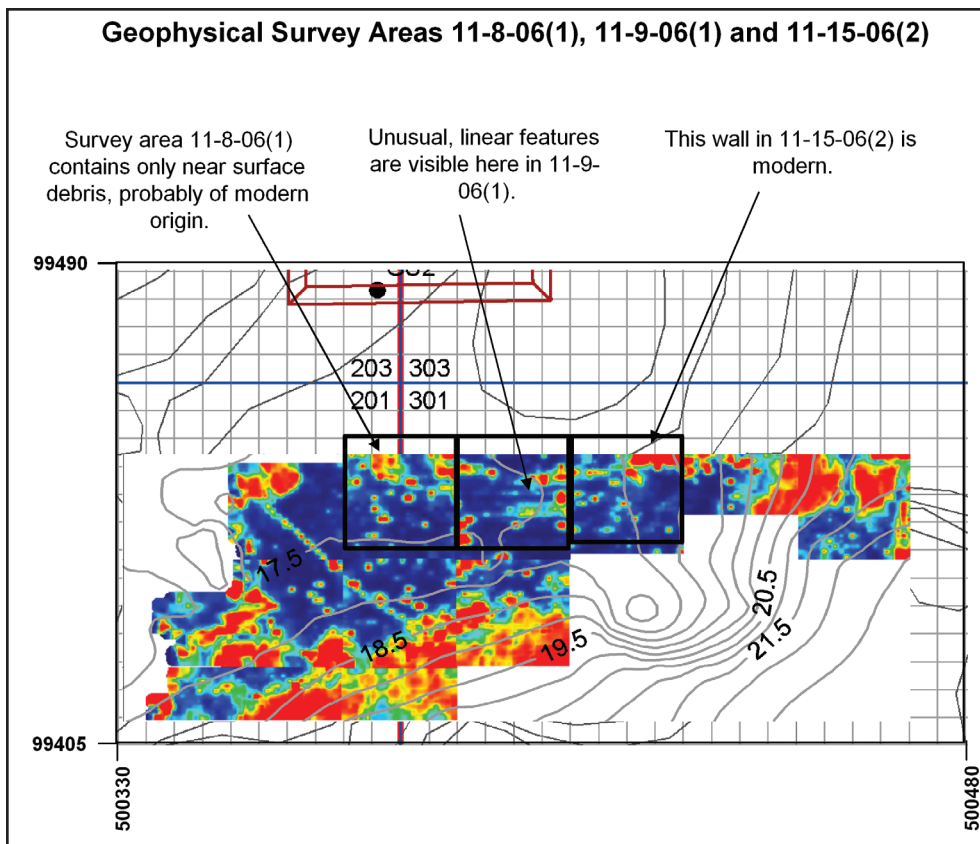 Geophysical Survey Areas 11-8-06(1), 11-9-06(1) and 11-15-06(2)
Survey area 11-8-06(1)
contains only near surface
debris, probably of modern
origin.
Unusual, linear features
are visible here in 11-9-
06(1).
This wall in 11-15-06(2) is
modern.
99490
203 303
201 301
17.5
18.5
19.5
20.5
21.5
99405
500330
500480